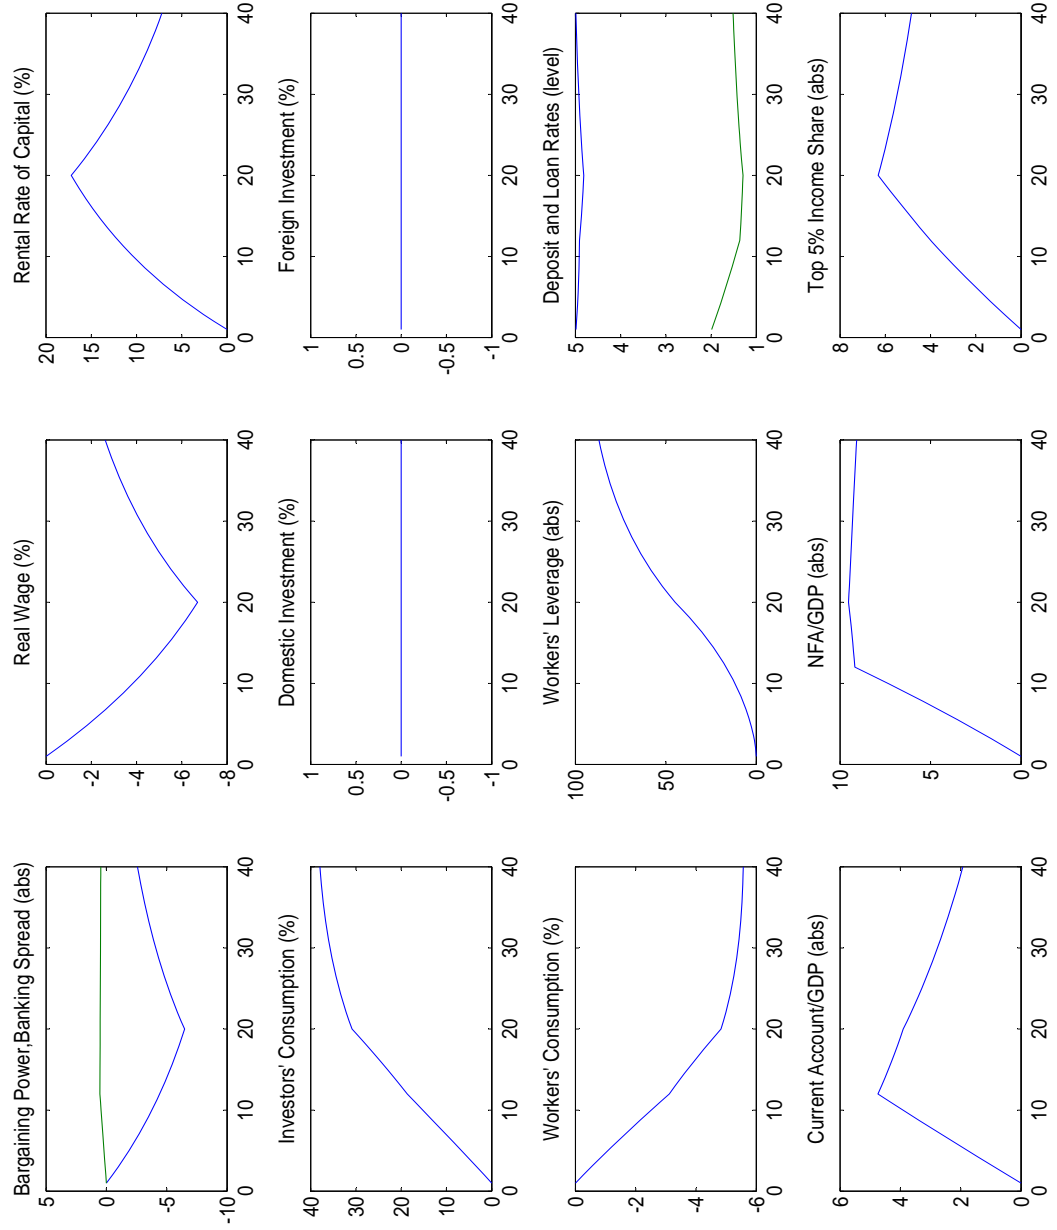 Bargaining Power,Banking Spread (abs)
5
0
-5
-10
0 10 20 30 40
Real Wage (%)
0
-2
-4
-6
-8
0 10 20 30 40
Rental Rate of Capital (%)
20
15
10
5
0
0 10 20 30 40
Investors' Consumption (%)
40
30
20
10
0
0 10 20 30 40
Domestic Investment (%)
1
0.5
0
-0.5
-1
0 10 20 30 40
Foreign Investment (%)
1
0.5
0
-0.5
-1
0 10 20 30 40
Workers' Consumption (%)
0
-2
-4
-6
0 10 20 30 40
Workers' Leverage (abs)
100
50
0
0 10 20 30 40
Deposit and Loan Rates (level)
5
4
3
2
1
0 10 20 30 40
Current Account/GDP (abs)
6
4
2
0
0 10 20 30 40
NFA/GDP (abs)
10
5
0
0 10 20 30 40
Top 5% Income Share (abs)
8
6
4
2
0
0 10 20 30 40